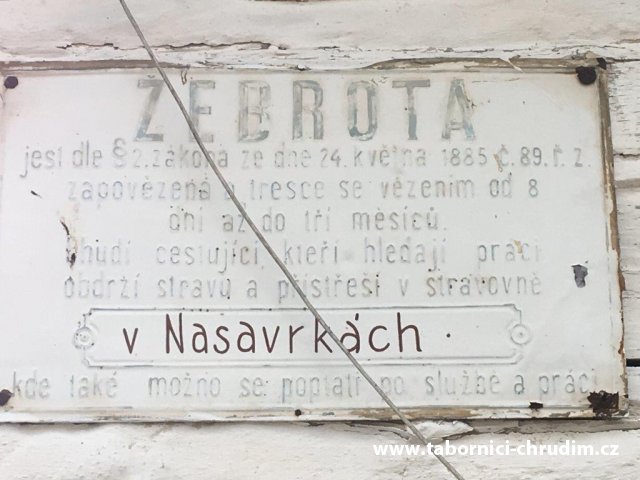 ŽEBROTA
jest dle § 2. zákona ze dne 24. května 1885 č. 89. ř. z.
zapovězena a tresce se vězením od 8
dní až do tří měsíců.
Chudí cestující, kteří hledají práci
obdrží stravu a přístřeší v stravovně
v Nasavrkách .
kde také možno se poptati po službě a práci
www.tabornici-chrudim.cz